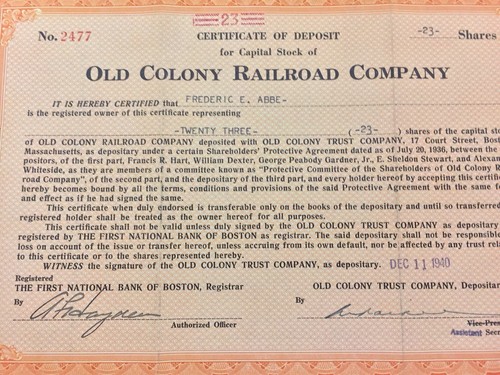 23
No. 2477 CERTIFICATE OF DEPOSIT -23- Shares
for Capital Stock of
OLD COLONY RAILROAD COMPANY
IT IS HEREBY CERTIFIED that FREDERIC E. ABBE-
is the registered owner of this certificate representing
-TWENTY THREE- (-23-) shares of the capital sto
of OLD COLONY RAILROAD COMPANY deposited with OLD COLONY TRUST COMPANY, 17 Court Street, Bost
Massachusetts, as depositary under a certain Shareholders' Protective Agreement dated as of July 20, 1936, between the
positors, of the first part, Francis R. Hart, William Dexter, George Peabody Gardner, Jr., E. Sheldon Stewart, and Alexan
Whiteside, as they are members of a committee known as "Protective Committee of the Shareholders of Old Colony R
road Company", of the second part, and the depositary of the third part, and every holder hereof by accepting this certifi
hereby becomes bound by all the terms, conditions and provisions of the said Protective Agreement with the same
and effect as if he had signed the same.
This certificate when duly endorsed is transferable only on the books of the depositary and until so transferred
registered holder shall be treated as the owner hereof for all purposes.
This certificate shall not be valid unless duly signed by the OLD COLONY TRUST COMPANY, as depositary
registered by THE FIRST NATIONAL BANK OF BOSTON as registrar. The said depositary shall not be responsible
loss on account of the issue or transfer hereof, unless accruing from its own default, nor be affected by any trust rela
to this certificate or to the shares represented hereby.
WITNESS the signature of the OLD COLONY TRUST COMPANY, as depositary. DEC 11 1940
Registered
THE FIRST NATIONAL BANK OF BOSTON, Registrar OLD COLONY TRUST COMPANY, Depositar
By By
Authorized Officer Vice-Pres
Assistant Secr